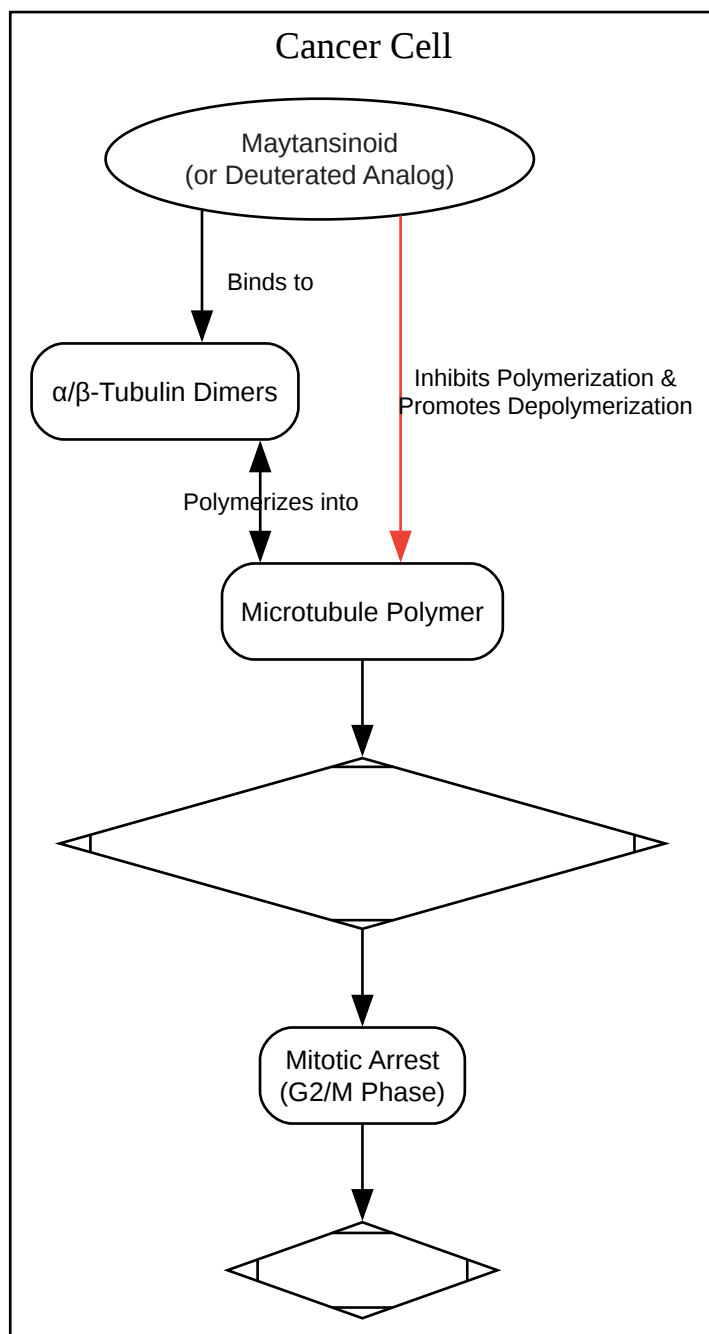 Cancer Cell
Maytansinoid
(or Deuterated Analog)
Binds to
α/β-Tubulin Dimers
Inhibits Polymerization &
Promotes Depolymerization
Polymerizes into
Microtubule Polymer
Mitotic Arrest
(G2/M Phase)